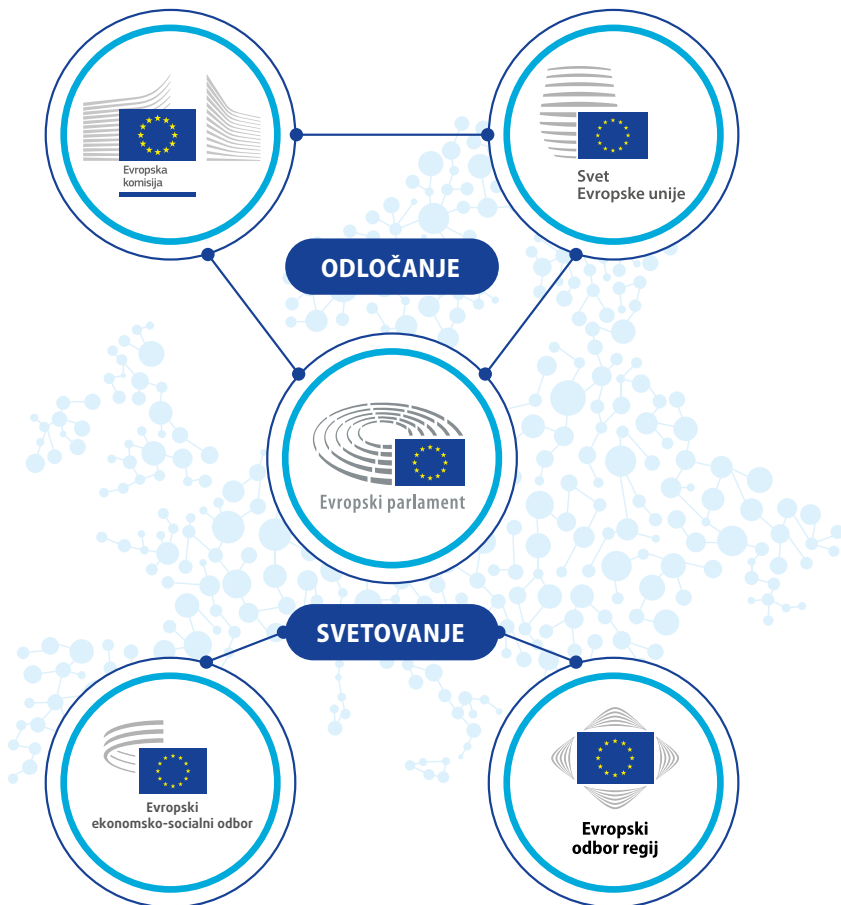 Evropska
komisija
Svet
Evropske unije
ODLOČANJE
Evropski parlament
SVETOVANJE
Evropski
ekonomsko-socialni odbor
Evropski
odbor regij